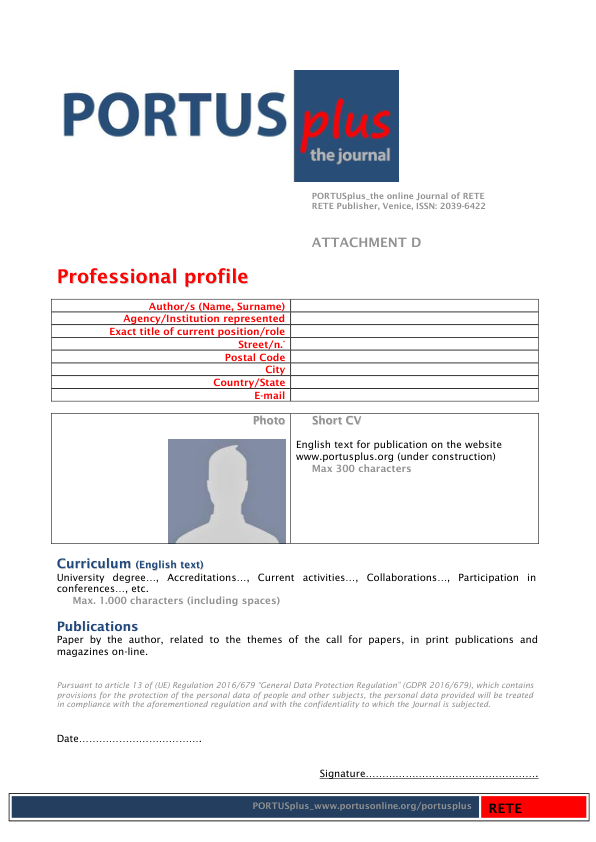 PORTUS plus
the journal
PORTUSplus_the online Journal of RETE
RETE Publisher, Venice, ISSN: 2039-6422
ATTACHMENT D
Professional profile
Author/s (Name, Surname)
Agency/Institution represented
Exact title of current position/role
Street/n.°
Postal Code
City
Country/State
E-mail
Photo
Short CV
English text for publication on the website
www.portusplus.org (under construction)
Max 300 characters
Curriculum (English text)
University degree…, Accreditations…, Current activities…, Collaborations…, Participation in
conferences…, etc.
Max. 1.000 characters (including spaces)
Publications
Paper by the author, related to the themes of the call for papers, in print publications and
magazines on-line.
Pursuant to article 13 of (UE) Regulation 2016/679 “General Data Protection Regulation” (GDPR 2016/679), which contains
provisions for the protection of the personal data of people and other subjects, the personal data provided will be treated
in compliance with the aforementioned regulation and with the confidentiality to which the Journal is subjected.
Date……………………………….
Signature…………………………………………….
PORTUSplus_www.portusonline.org/portusplus
RETE